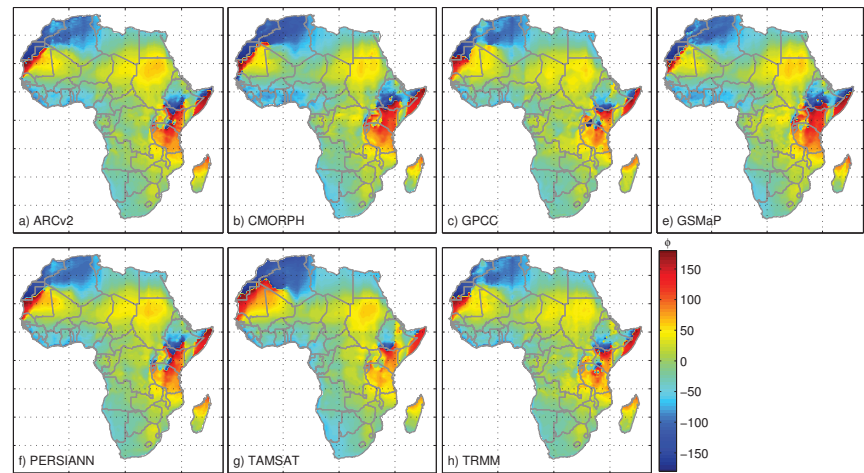 a) ARCv2
b) CMORPH
c) GPCC
e) GSMaP
f) PERSIANN
g) TAMSAT
h) TRMM
ϕ
150
100
50
0
−50
−100
−150